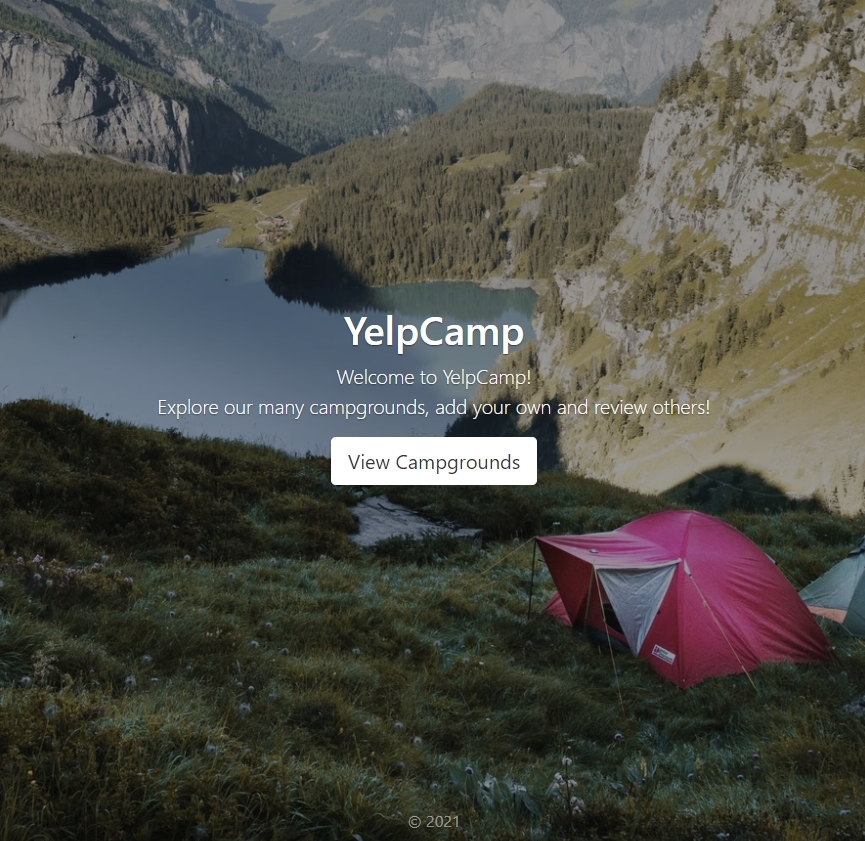 YelpCamp
Welcome to YelpCamp!
Explore our many campgrounds, add your own and review others!
View Campgrounds
© 2021